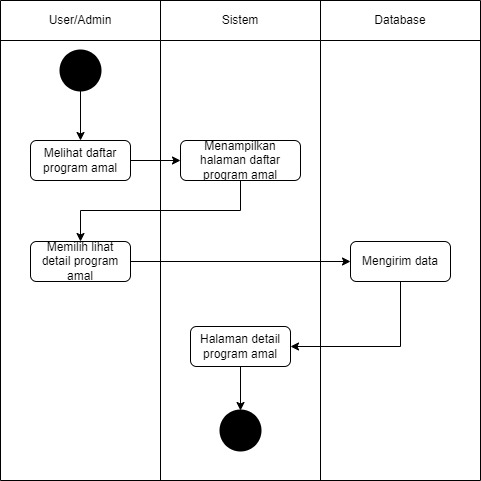 User/Admin
Sistem
Database
Melihat daftar
program amal
Menampilkan
halaman daftar
program amal
Memilih lihat
detail program
amal
Mengirim data
Halaman detail
program amal